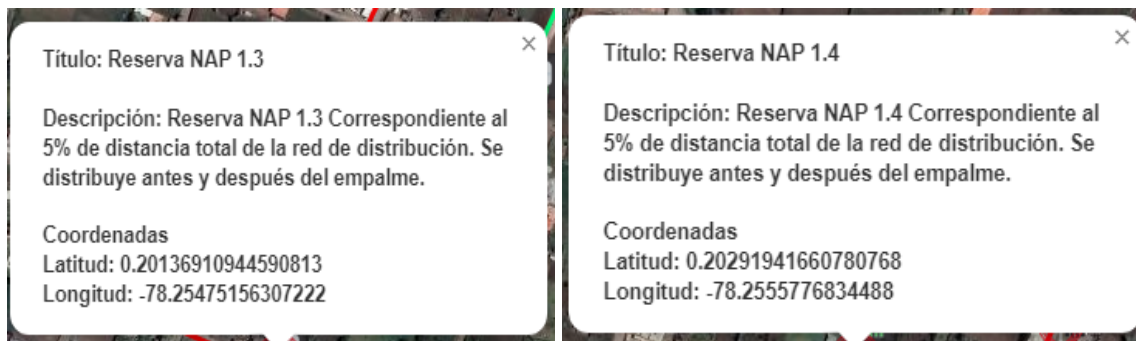 Título: Reserva NAP 1.3
Descripción: Reserva NAP 1.3 Correspondiente al
5% de distancia total de la red de distribución. Se
distribuye antes y después del empalme.
Coordenadas
Latitud: 0.20136910944590813
Longitud: -78.25475156307222
Título: Reserva NAP 1.4
Descripción: Reserva NAP 1.4 Correspondiente al
5% de distancia total de la red de distribución. Se
distribuye antes y después del empalme.
Coordenadas
Latitud: 0.20291941660780768
Longitud: -78.2555776834488